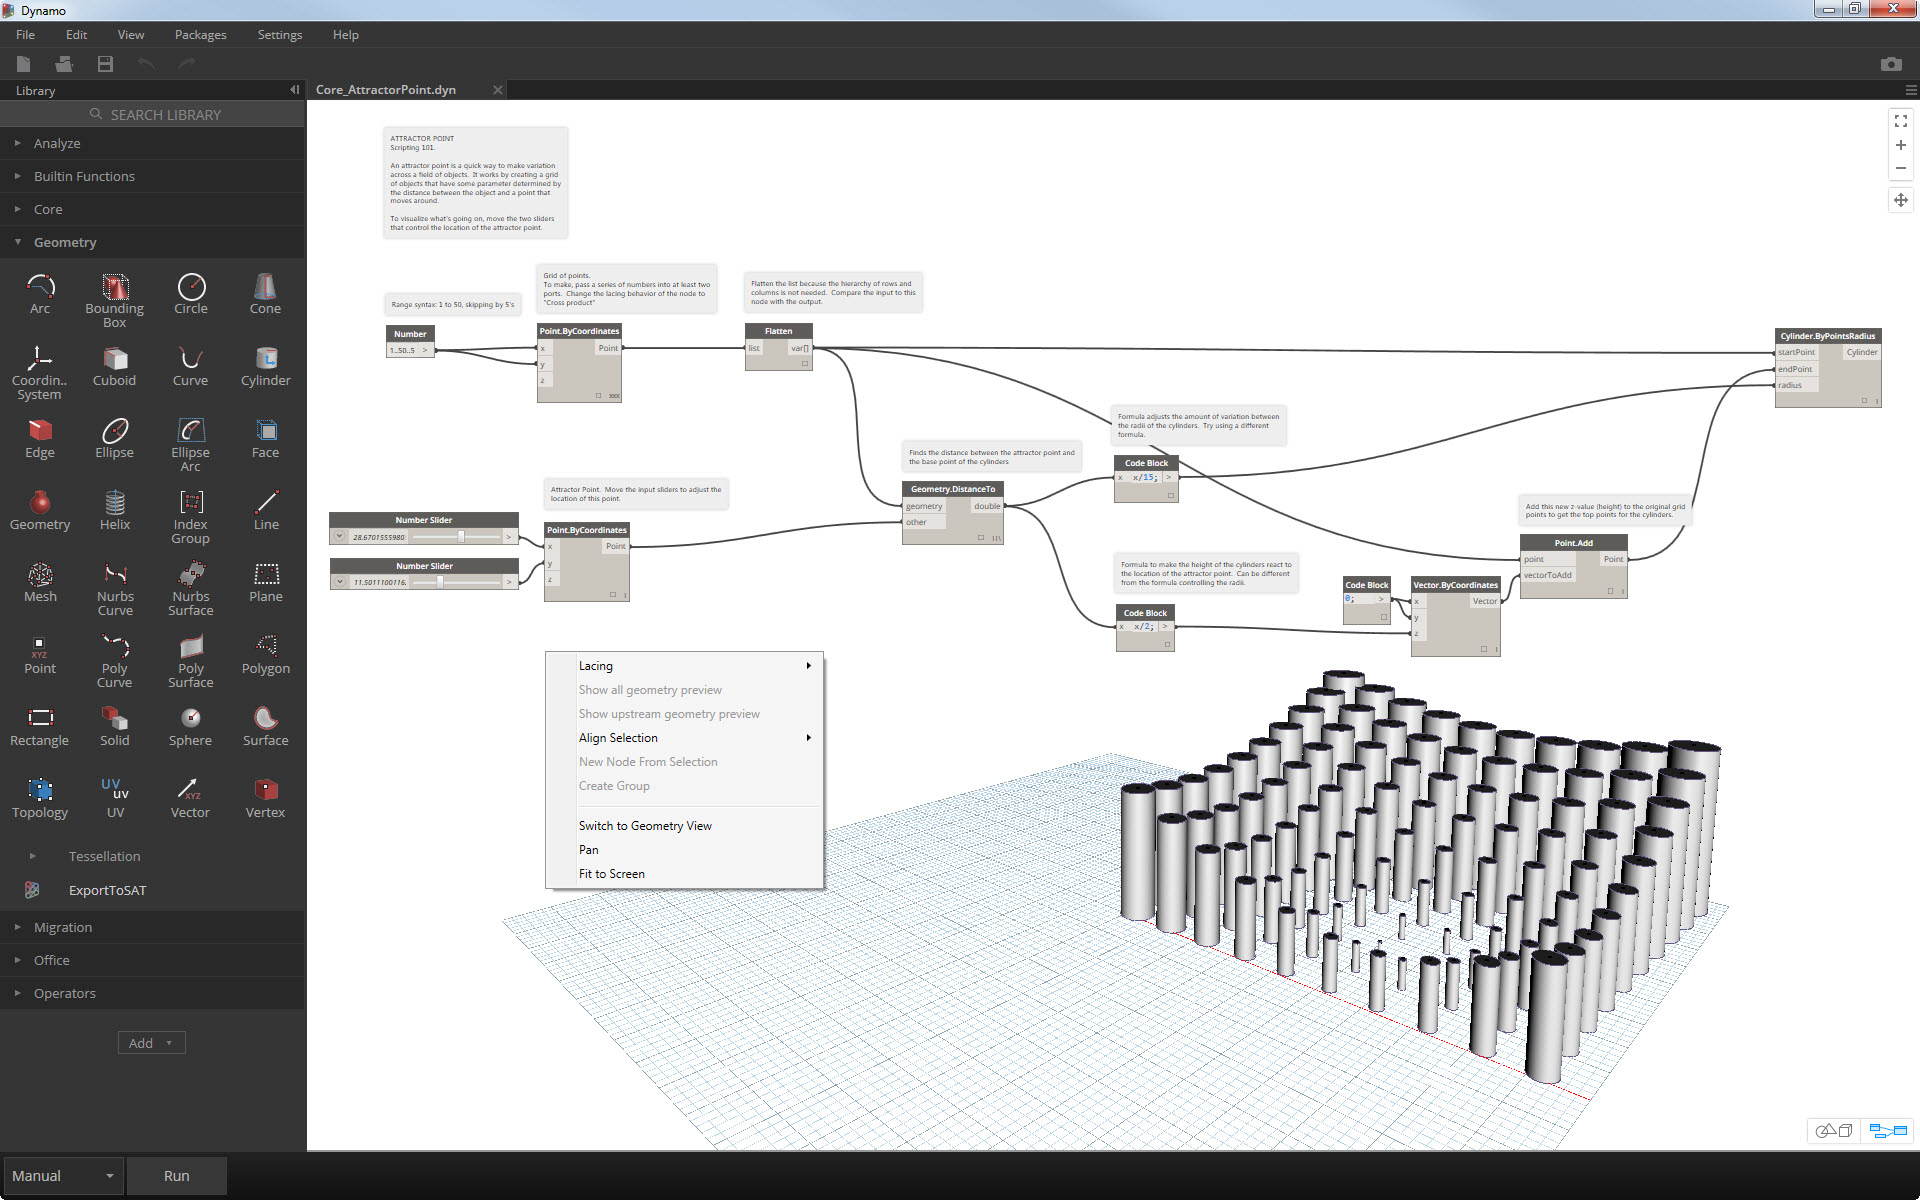 Dynamo
File Edit View Packages Settings Help
Library
Core_AttractorPoint.dyn
SEARCH LIBRARY
Analyze
Builtin Functions
Core
Geometry
Arc
Bounding
Box
Circle
Cone
Coordin..
System
Cuboid
Curve
Cylinder
Edge
Ellipse
Ellipse
Arc
Face
Geometry
Helix
Index
Group
Line
Mesh
Nurbs
Curve
Nurbs
Surface
Plane
XYZ
Point
Poly
Curve
Poly
Surface
Polygon
Rectangle
Solid
Sphere
Surface
Topology
UV
uv
UV
XYZ
Vector
Vertex
Tessellation
ExportToSAT
Migration
Office
Operators
Add
Manual
Run
ATTRACTOR POINT
Scripting 101.
An attractor point is a quick way to make variation
across a field of objects. It works by creating a grid
of objects that have some parameter determined by
the distance between the object and a point that
moves around.
To visualize what's going on, move the two sliders
that control the location of the attractor point.
Range syntax: 1 to 50, skipping by 5's
Number
1..50..5 >
Grid of points.
To make, pass a series of numbers into at least two
ports. Change the lacing behavior of the node to
"Cross product"
Point.ByCoordinates
x Point
y
z
xxx
Flatten the list because the hierarchy of rows and
columns is not needed. Compare the input to this
node with the output.
Flatten
list var[]
Cylinder.ByPointsRadius
startPoint Cylinder
endPoint
radius
|
Formula adjusts the amount of variation between
the radii of the cylinders. Try using a different
formula.
Code Block
x x/15; >
Finds the distance between the attractor point and
the base point of the cylinders
Geometry.DistanceTo
geometry double
other
||\
Attractor Point. Move the input sliders to adjust the
location of this point.
Number Slider
28.6701555980 >
Number Slider
11.5011100116 >
Point.ByCoordinates
x Point
y
z
|
Formula to make the height of the cylinders react to
the location of the attractor point. Can be different
from the formula controlling the radii.
Code Block
x x/2; >
Code Block
0; >
Vector.ByCoordinates
x Vector
y
z
|
Add this new z-value (height) to the original grid
points to get the top points for the cylinders.
Point.Add
point Point
vectorToAdd
|
Lacing
Show all geometry preview
Show upstream geometry preview
Align Selection
New Node From Selection
Create Group
Switch to Geometry View
Pan
Fit to Screen